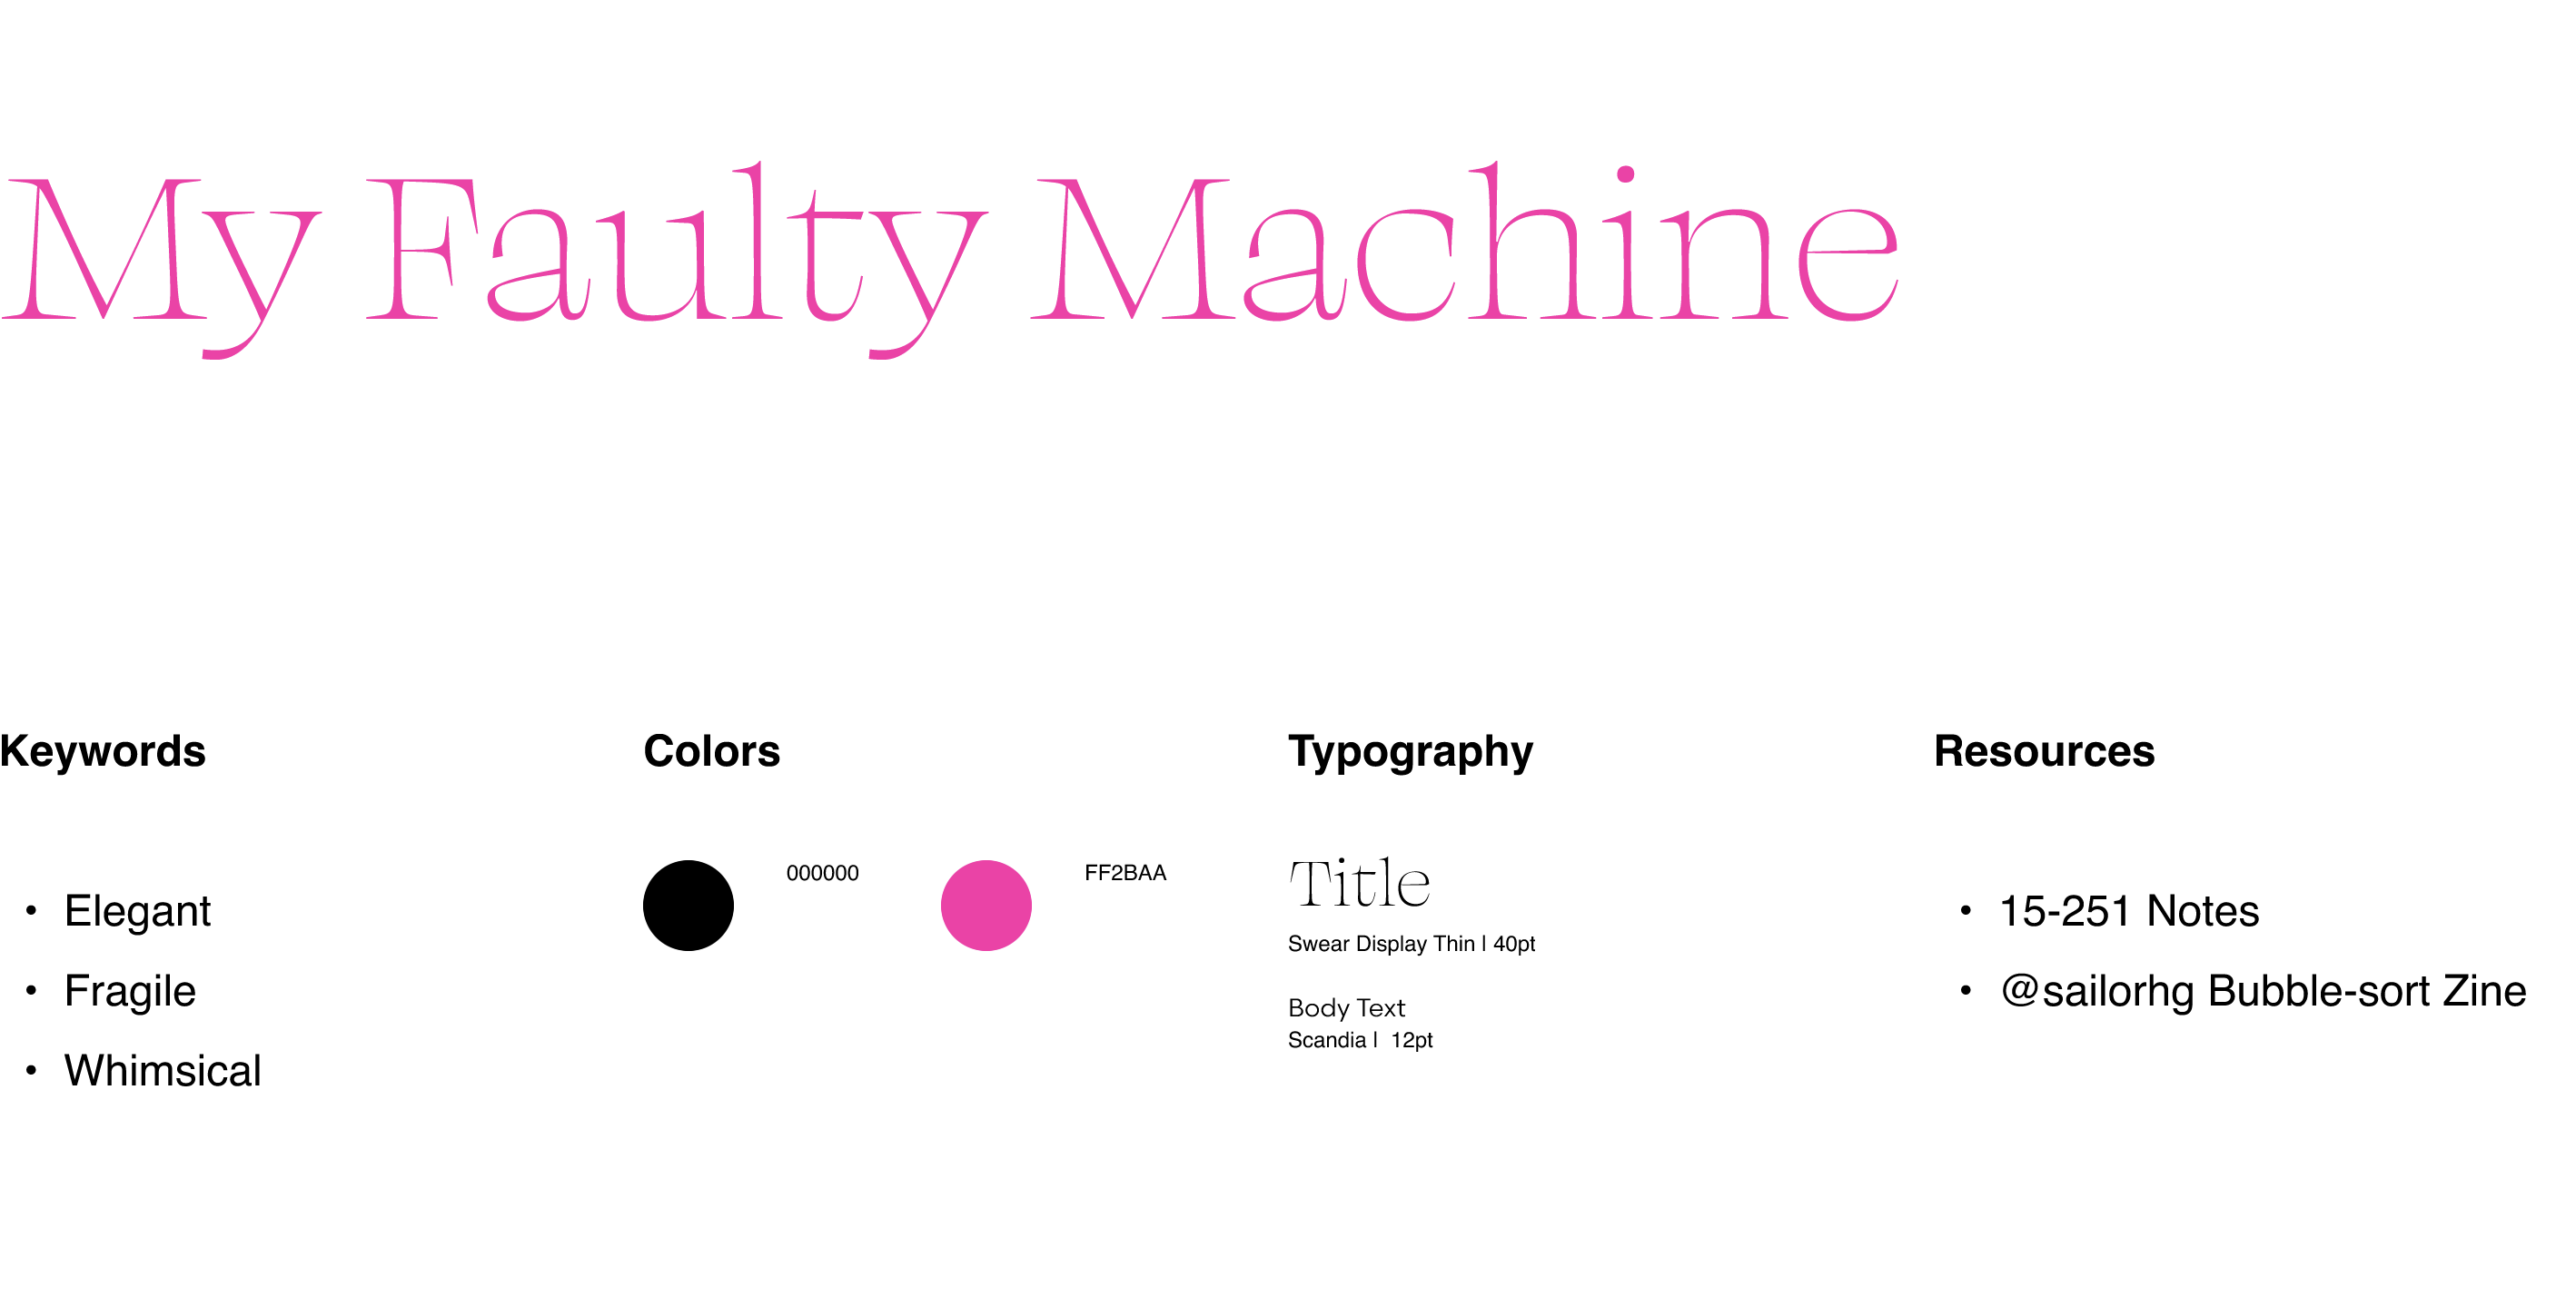 My Faulty Machine
Keywords
• Elegant
• Fragile
• Whimsical
Colors
000000
FF2BAA
Typography
Title
Swear Display Thin | 40pt
Body Text
Scandia | 12pt
Resources
• 15-251 Notes
• @sailorhg Bubble-sort Zine